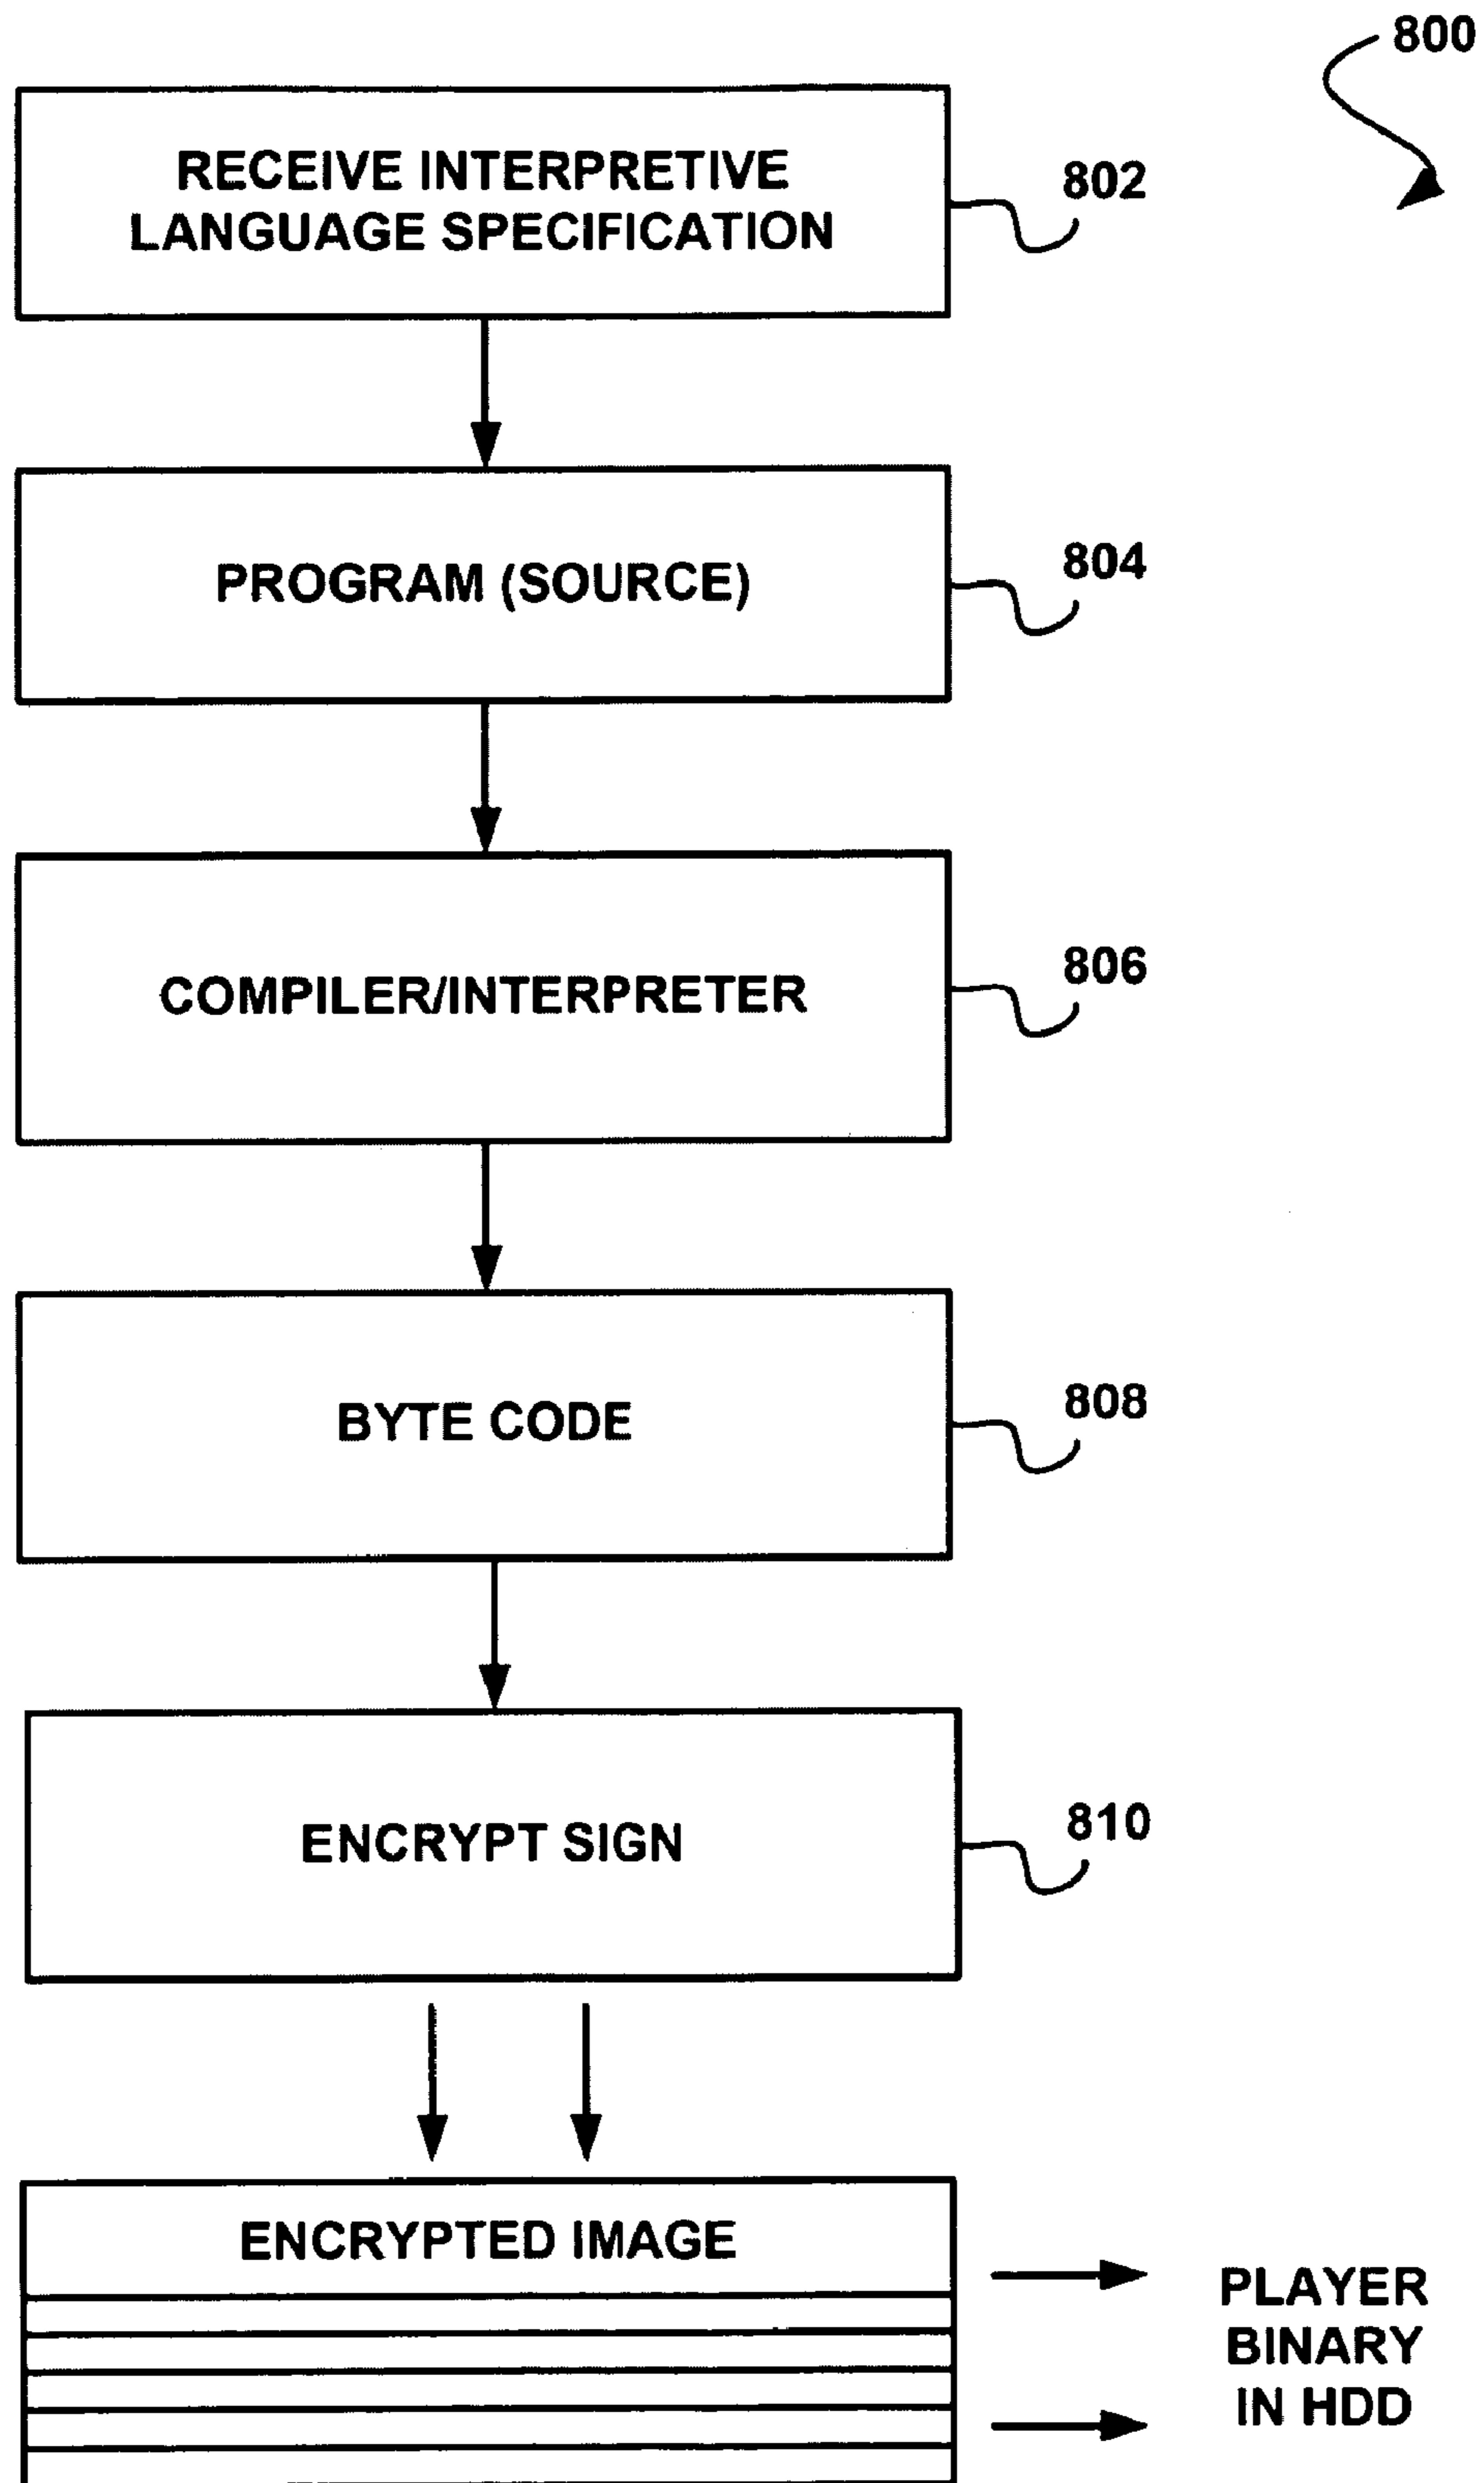 800
RECEIVE INTERPRETIVE
LANGUAGE SPECIFICATION
802
PROGRAM (SOURCE)
804
COMPILER/INTERPRETER
806
BYTE CODE
808
ENCRYPT SIGN
810
ENCRYPTED IMAGE
PLAYER
BINARY
IN HDD